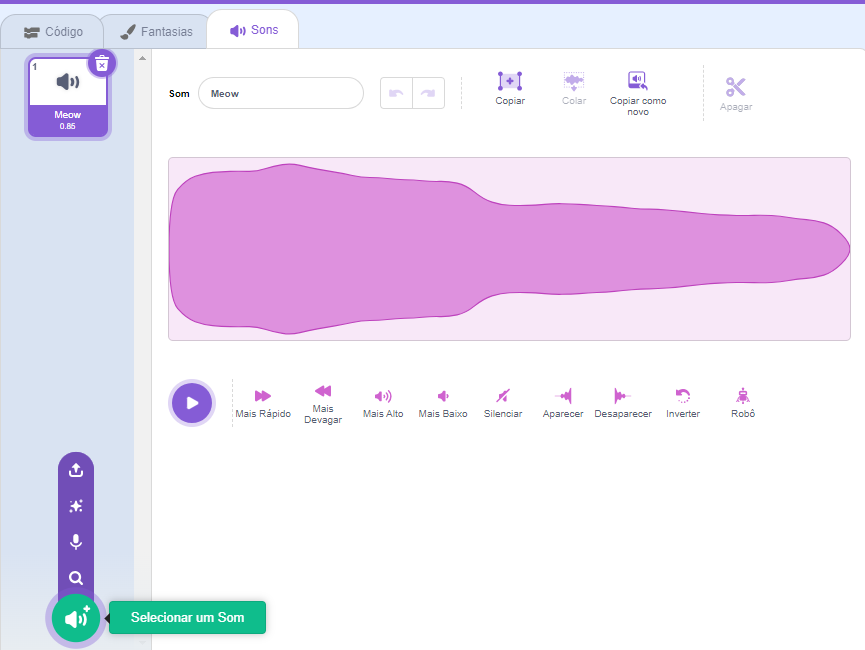 Código
Fantasias
Sons
1
Meow
0.85
Som
Meow
Copiar
Colar
Copiar como
novo
Apagar
Mais Rápido
Mais
Devagar
Mais Alto
Mais Baixo
Silenciar
Aparecer
Desaparecer
Inverter
Robô
Selecionar um Som